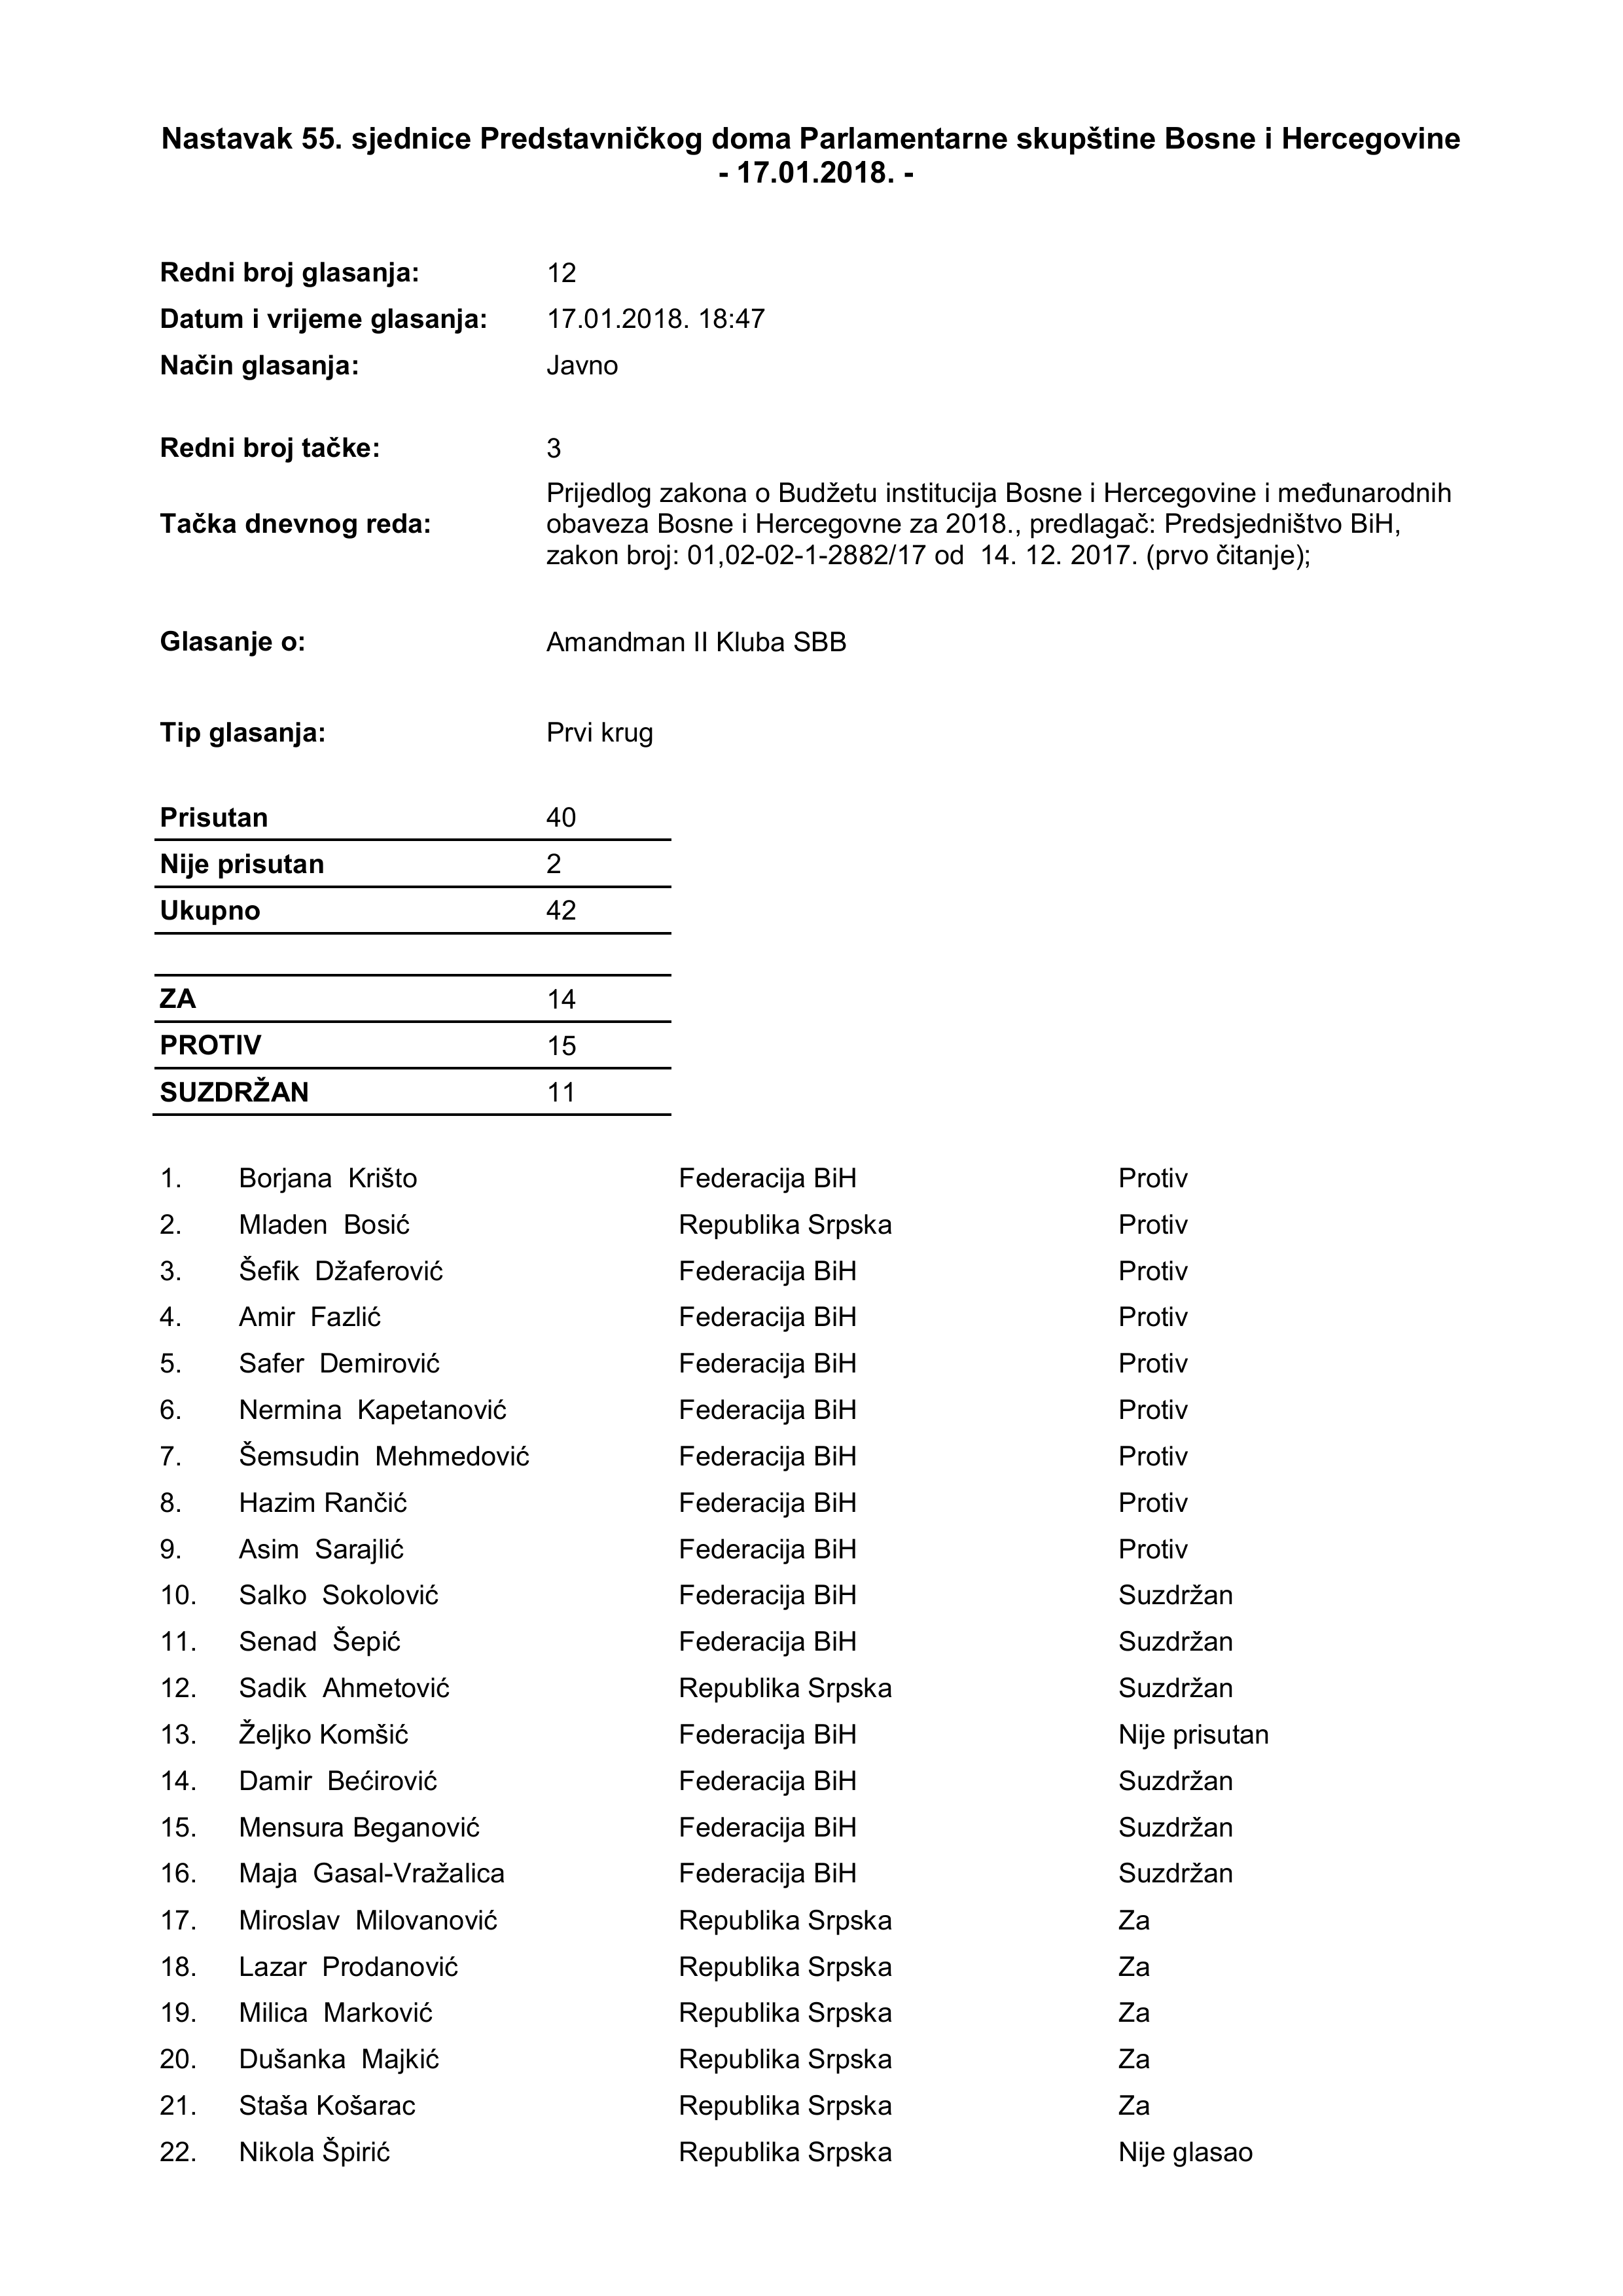 Nastavak 55. sjednice Predstavničkog doma Parlamentarne skupštine Bosne i Hercegovine
- 17.01.2018. -
Redni broj glasanja: 12
Datum i vrijeme glasanja: 17.01.2018. 18:47
Način glasanja: Javno
Redni broj tačke: 3
Tačka dnevnog reda: Prijedlog zakona o Budžetu institucija Bosne i Hercegovine i međunarodnih
obaveza Bosne i Hercegovne za 2018., predlagač: Predsjedništvo BiH,
zakon broj: 01,02-02-1-2882/17 od  14. 12. 2017. (prvo čitanje);
Glasanje o: Amandman II Kluba SBB
Tip glasanja: Prvi krug
Prisutan 40
Nije prisutan 2
Ukupno 42
ZA 14
PROTIV 15
SUZDRŽAN 11
1. Borjana  Krišto Federacija BiH Protiv
2. Mladen  Bosić Republika Srpska Protiv
3. Šefik  Džaferović Federacija BiH Protiv
4. Amir  Fazlić Federacija BiH Protiv
5. Safer  Demirović Federacija BiH Protiv
6. Nermina  Kapetanović Federacija BiH Protiv
7. Šemsudin  Mehmedović Federacija BiH Protiv
8. Hazim Rančić Federacija BiH Protiv
9. Asim  Sarajlić Federacija BiH Protiv
10. Salko  Sokolović Federacija BiH Suzdržan
11. Senad  Šepić Federacija BiH Suzdržan
12. Sadik  Ahmetović Republika Srpska Suzdržan
13. Željko Komšić Federacija BiH Nije prisutan
14. Damir  Bećirović Federacija BiH Suzdržan
15. Mensura Beganović Federacija BiH Suzdržan
16. Maja  Gasal-Vražalica Federacija BiH Suzdržan
17. Miroslav  Milovanović Republika Srpska Za
18. Lazar  Prodanović Republika Srpska Za
19. Milica  Marković Republika Srpska Za
20. Dušanka  Majkić Republika Srpska Za
21. Staša Košarac Republika Srpska Za
22. Nikola Špirić Republika Srpska Nije glasao